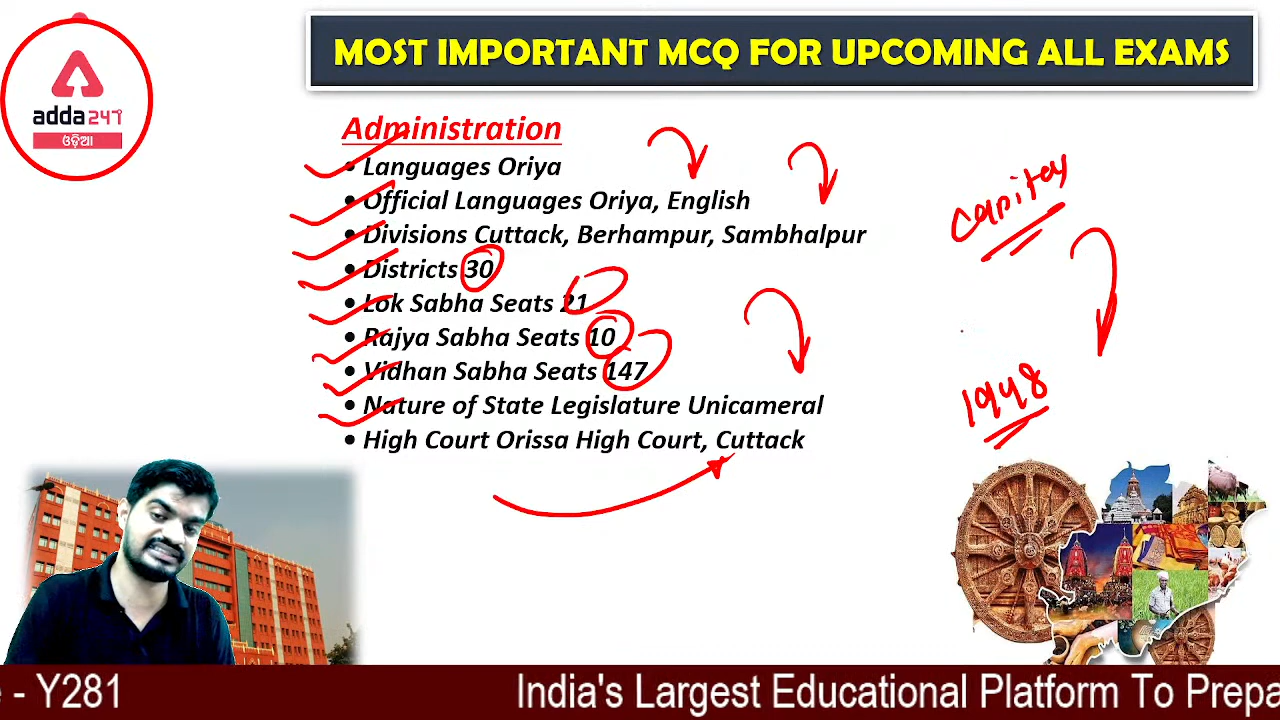 MOST IMPORTANT MCQ FOR UPCOMING ALL EXAMS
adda247
ଓଡ଼ିଆ
Administration
• Languages Oriya
• Official Languages Oriya, English
• Divisions Cuttack, Berhampur, Sambhalpur
• Districts 30
• Lok Sabha Seats 21
• Rajya Sabha Seats 10
• Vidhan Sabha Seats 147
• Nature of State Legislature Unicameral
• High Court Orissa High Court, Cuttack
1948
- Y281
India's Largest Educational Platform To Prepa